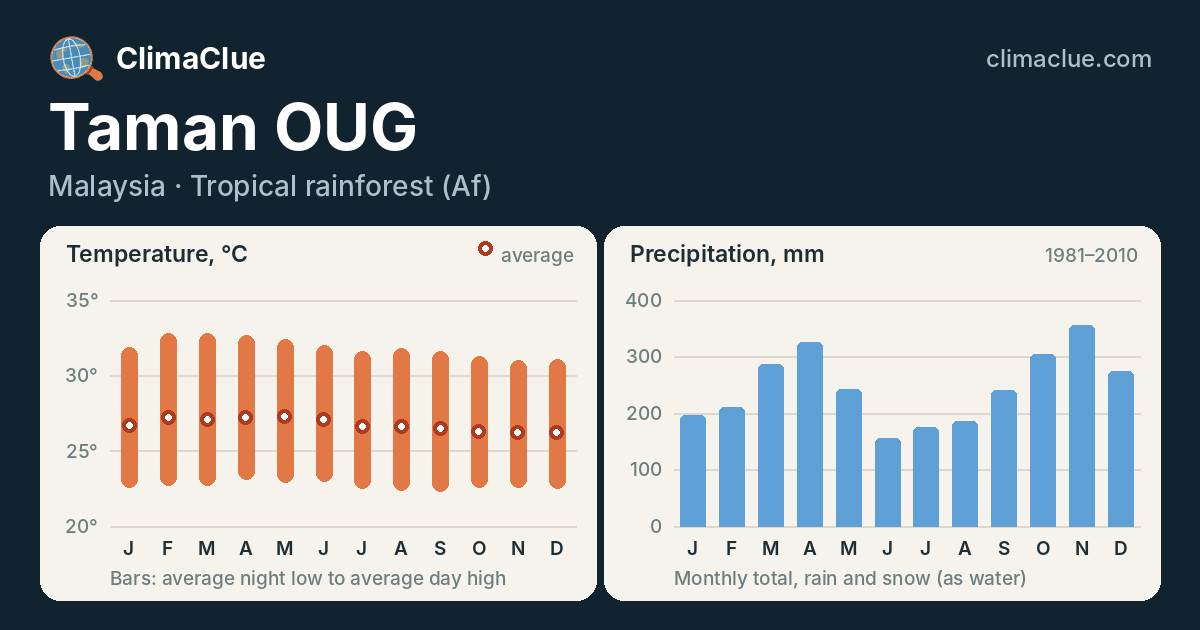 ClimaClue
climaclue.com
Taman OUG
Malaysia · Tropical rainforest (Af)
Temperature, °C
average
35°
30°
25°
20°
J F M A M J J A S O N D
Bars: average night low to average day high
Precipitation, mm
1981–2010
400
300
200
100
0
J F M A M J J A S O N D
Monthly total, rain and snow (as water)